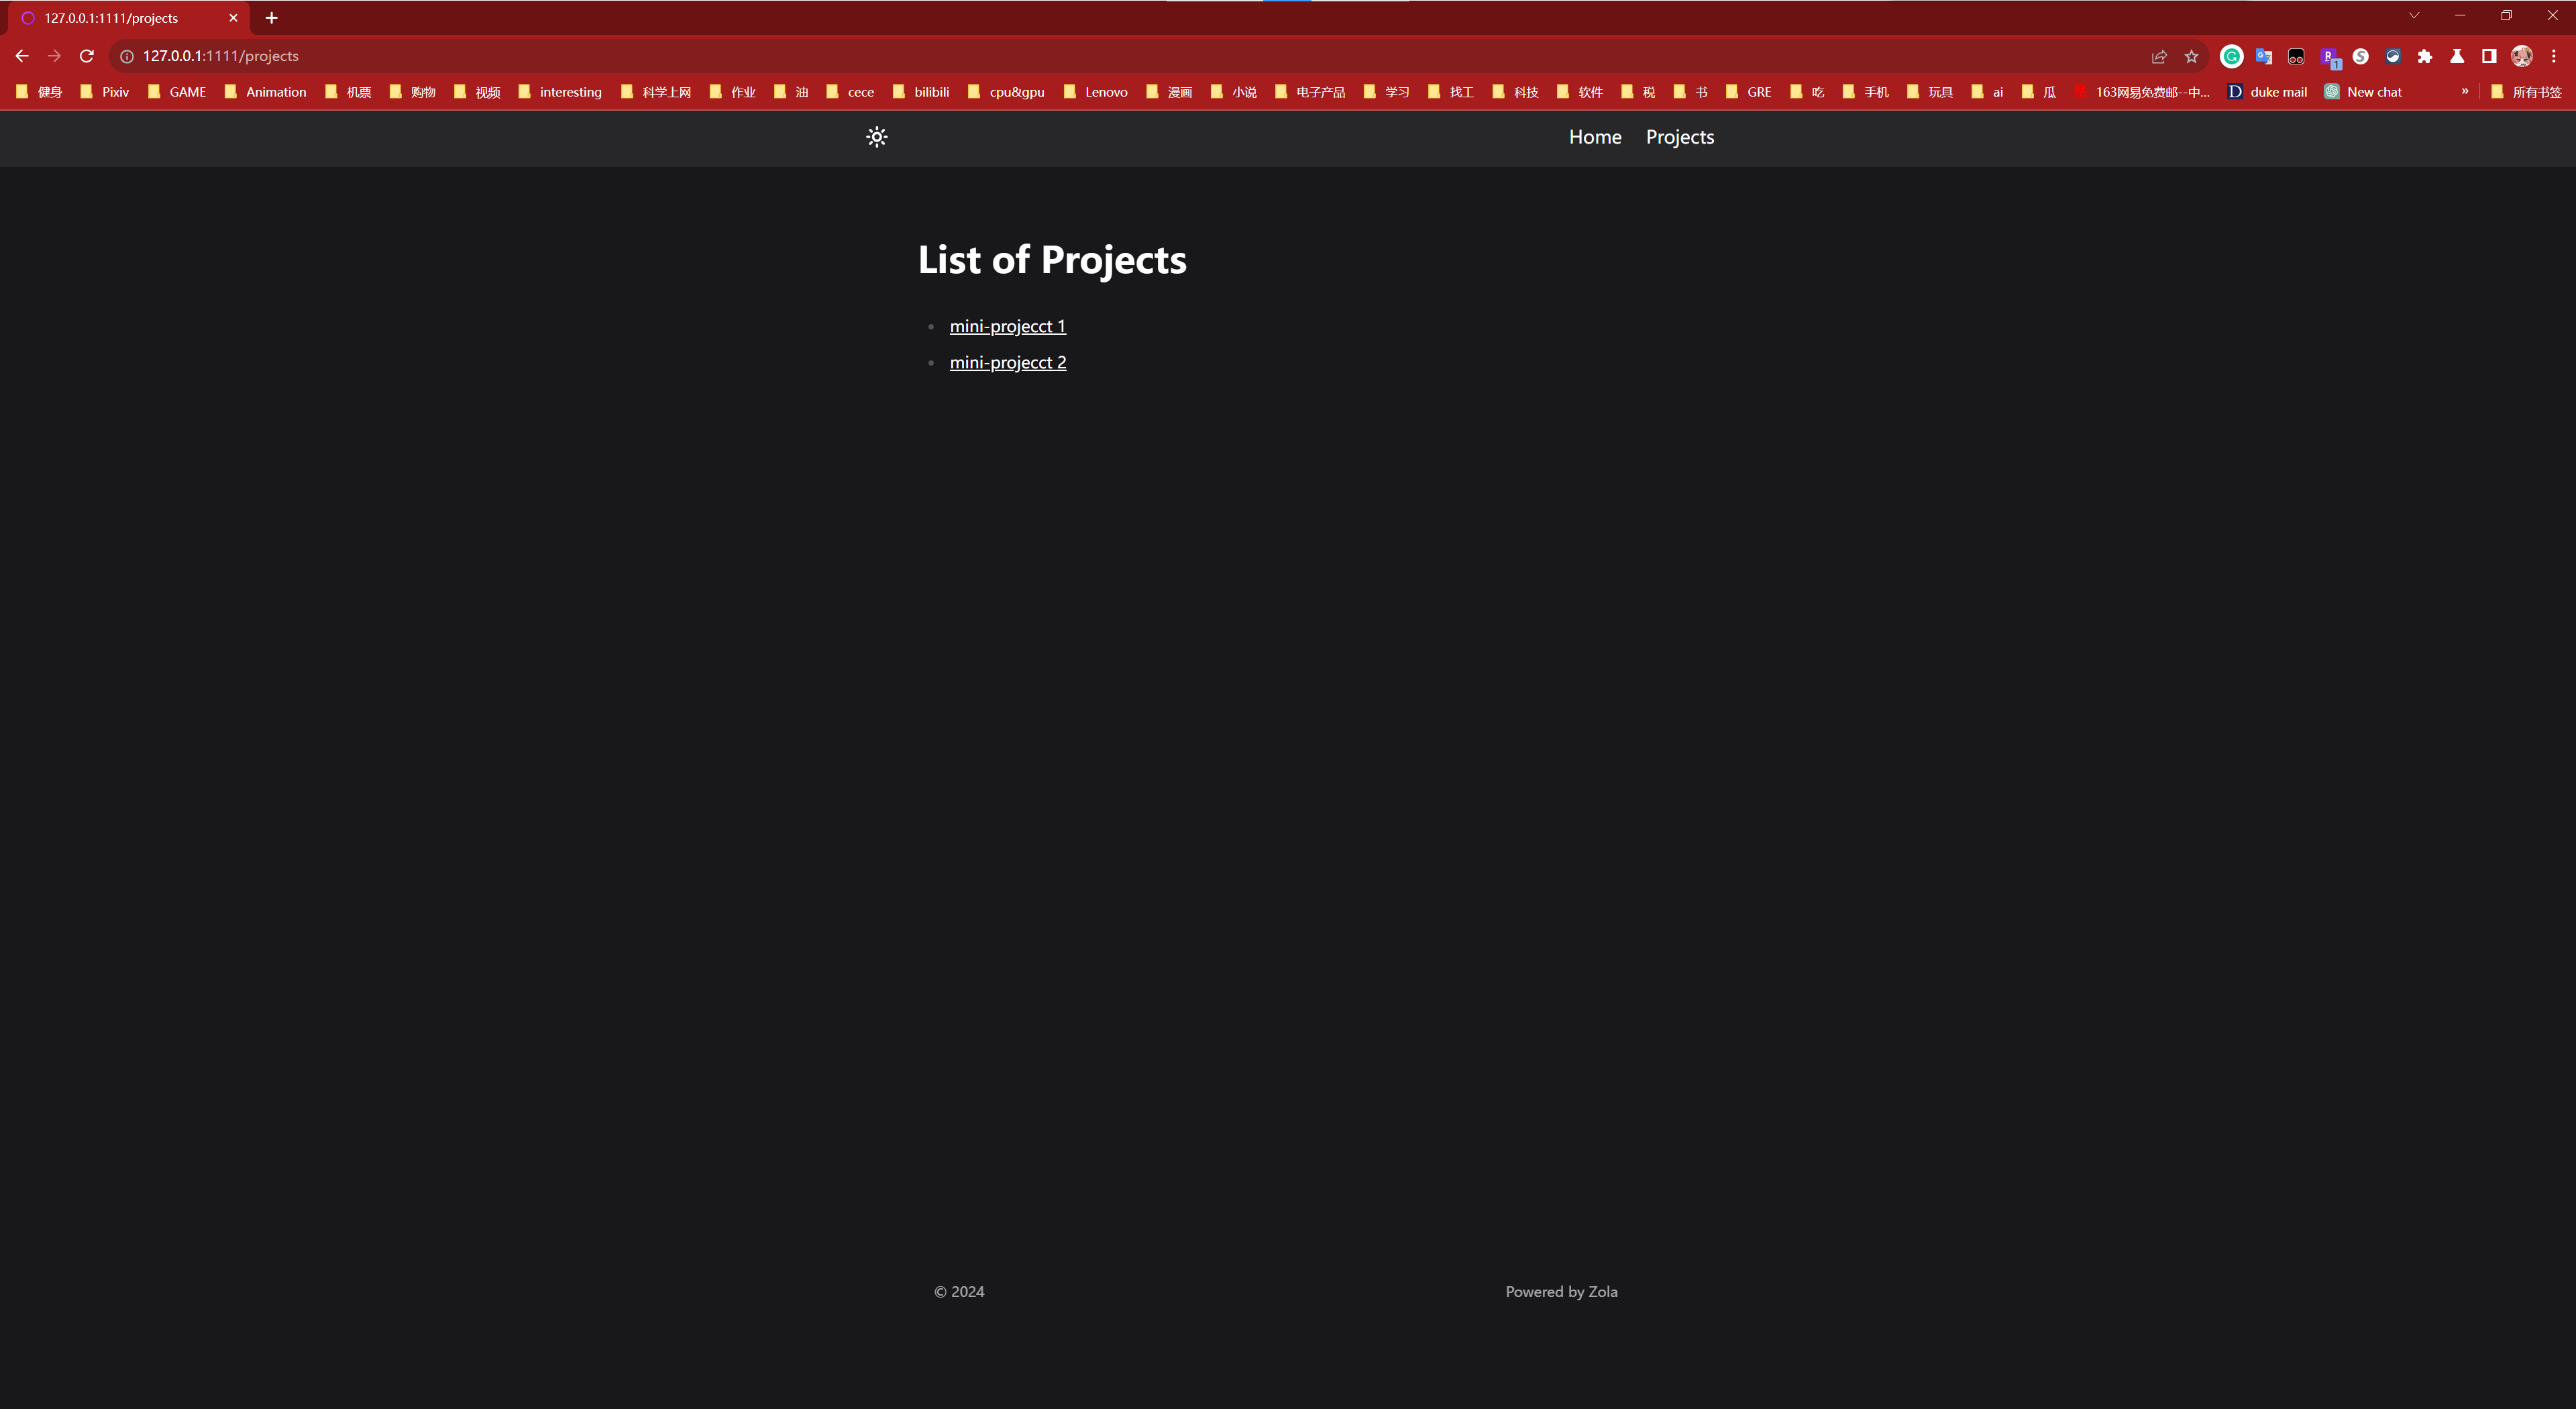 127.0.0.1:1111/projects
127.0.0.1:1111/projects
健身 Pixiv GAME Animation 机票 购物 视频 interesting 科学上网 作业 油 cece bilibili cpu&gpu Lenovo 漫画 小说 电子产品 学习 找工 科技 软件 税 书 GRE 吃 手机 玩具 ai 瓜 163网易免费邮--中... duke mail New chat » 所有书签
Home Projects
List of Projects
mini-projecct 1
mini-projecct 2
© 2024 Powered by Zola